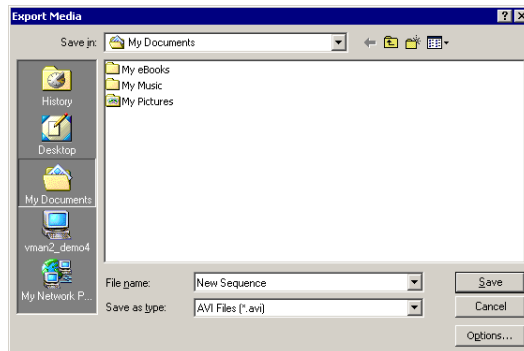 Export Media
Save in: My Documents
My eBooks
My Music
My Pictures
History
Desktop
My Documents
vman2_demo4
My Network P...
File name: New Sequence Save
Save as type: AVI Files (*.avi) Cancel
Options...